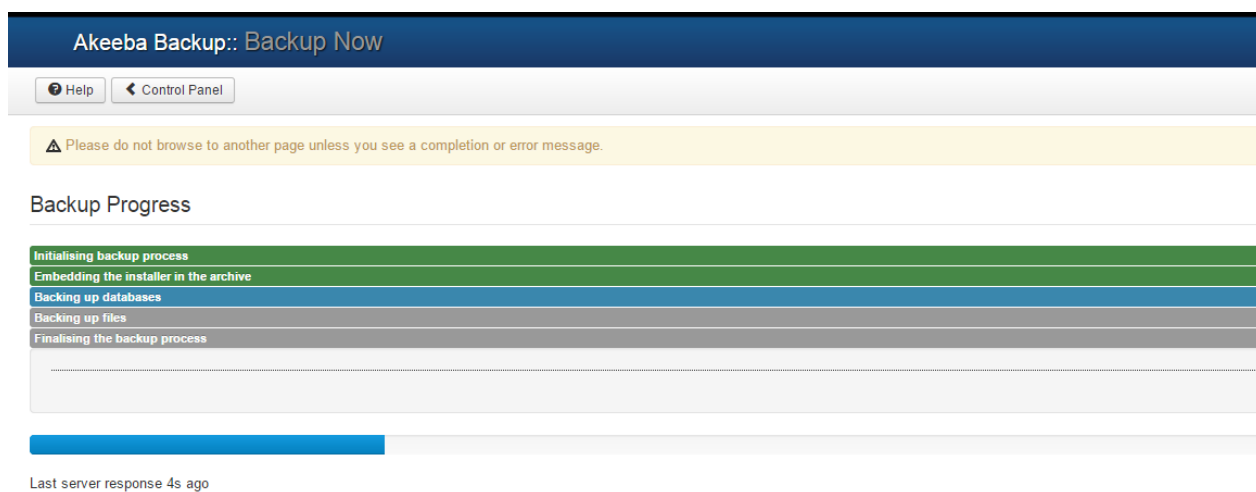 Akeeba Backup:: Backup Now
Help Control Panel
Please do not browse to another page unless you see a completion or error message.
Backup Progress
Initialising backup process
Embedding the installer in the archive
Backing up databases
Backing up files
Finalising the backup process
Last server response 4s ago